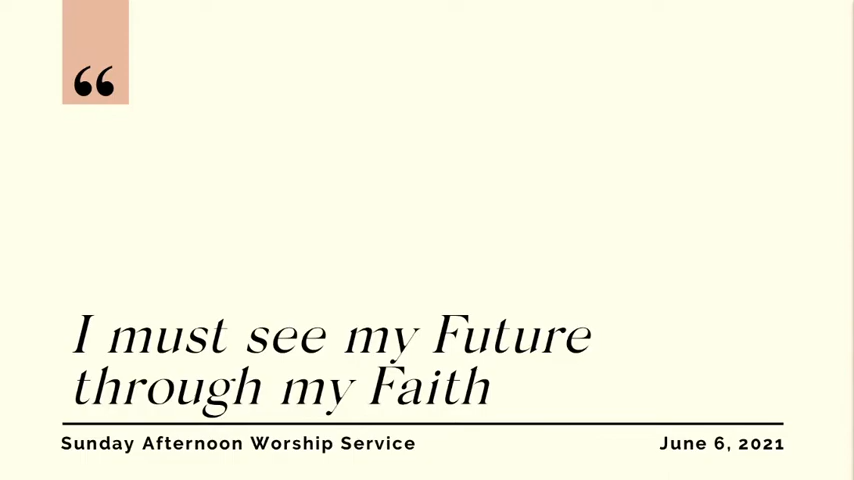 “
I must see my Future
through my Faith
Sunday Afternoon Worship Service
June 6, 2021